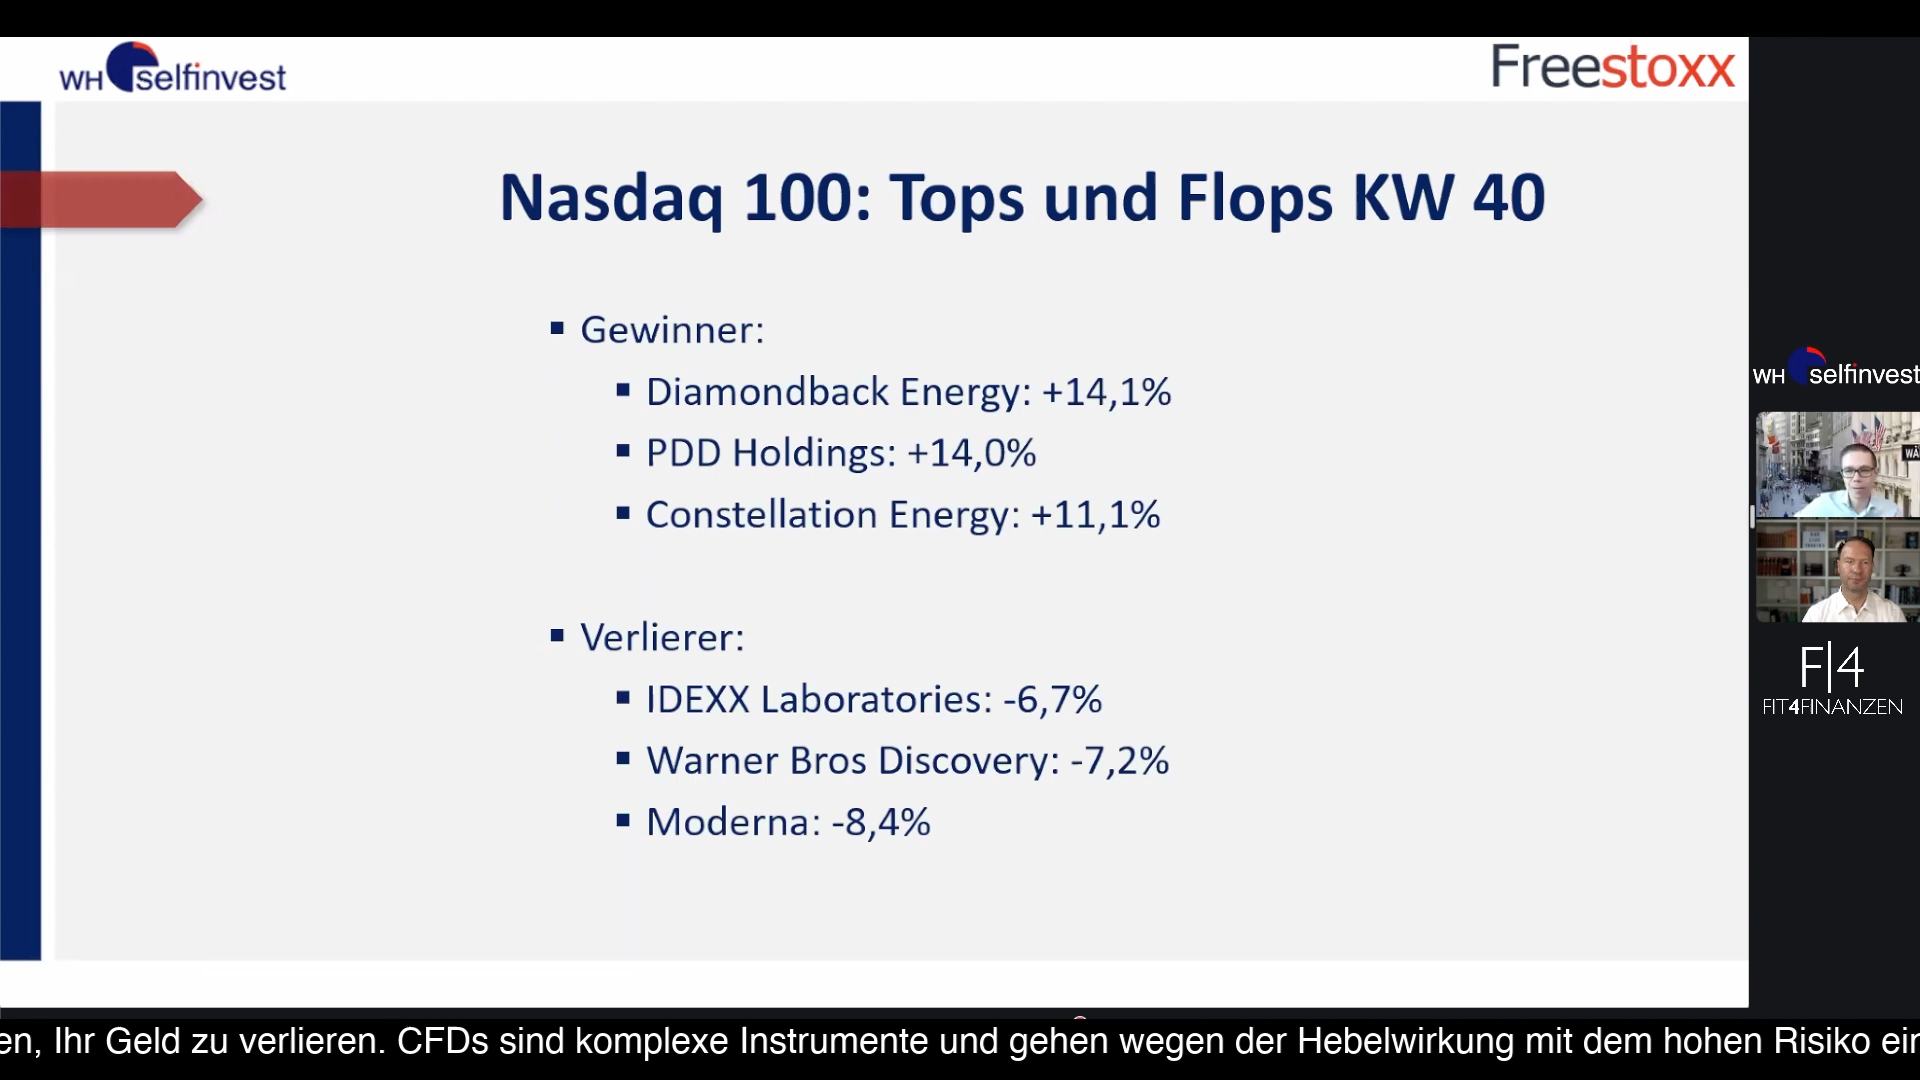 WH selfinvest
Freestoxx
Nasdaq 100: Tops und Flops KW 40
Gewinner:
Diamondback Energy: +14,1%
PDD Holdings: +14,0%
Constellation Energy: +11,1%
Verlierer:
IDEXX Laboratories: -6,7%
Warner Bros Discovery: -7,2%
Moderna: -8,4%
WH selfinvest
WA
F|4
FIT4FINANZEN
en, Ihr Geld zu verlieren. CFDs sind komplexe Instrumente und gehen wegen der Hebelwirkung mit dem hohen Risiko ein